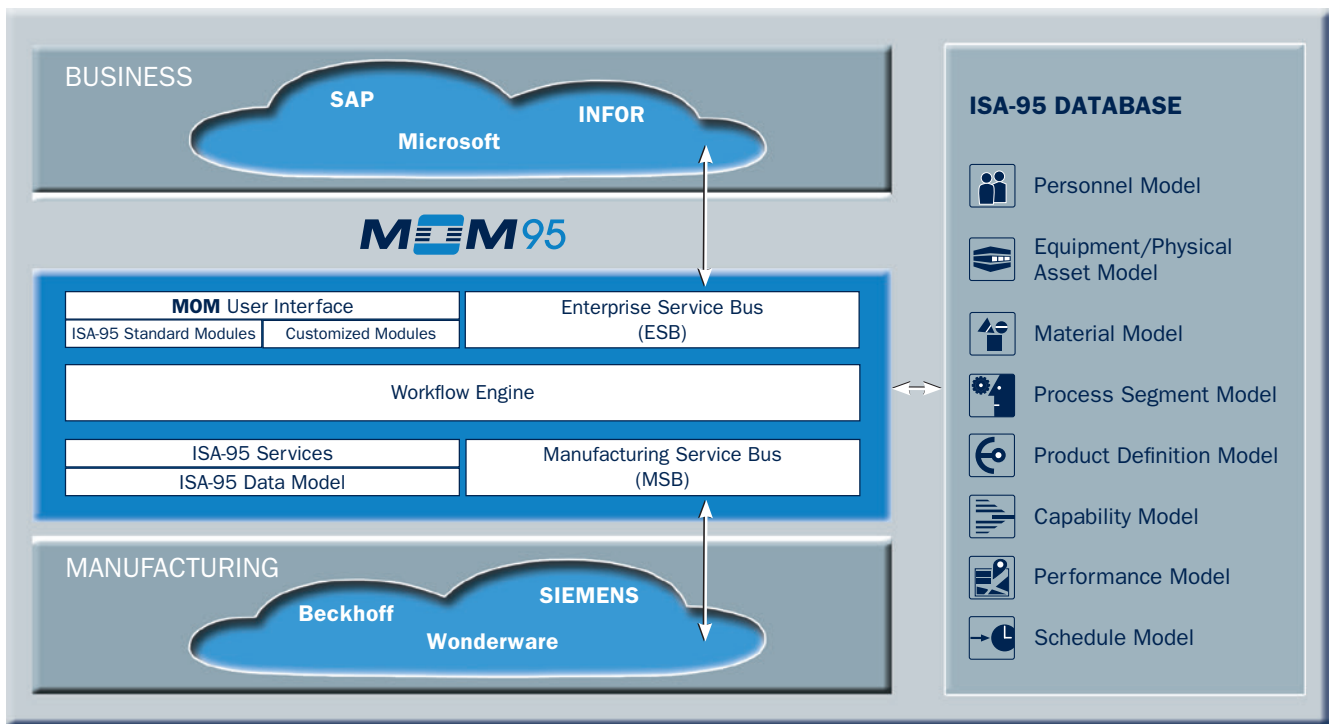 BUSINESS
SAP
INFOR
Microsoft
MOM95
MOM User Interface
ISA-95 Standard Modules
Customized Modules
Enterprise Service Bus
(ESB)
Workflow Engine
ISA-95 Services
ISA-95 Data Model
Manufacturing Service Bus
(MSB)
MANUFACTURING
SIEMENS
Beckhoff
Wonderware
ISA-95 DATABASE
Personnel Model
Equipment/Physical
Asset Model
Material Model
Process Segment Model
Product Definition Model
Capability Model
Performance Model
Schedule Model